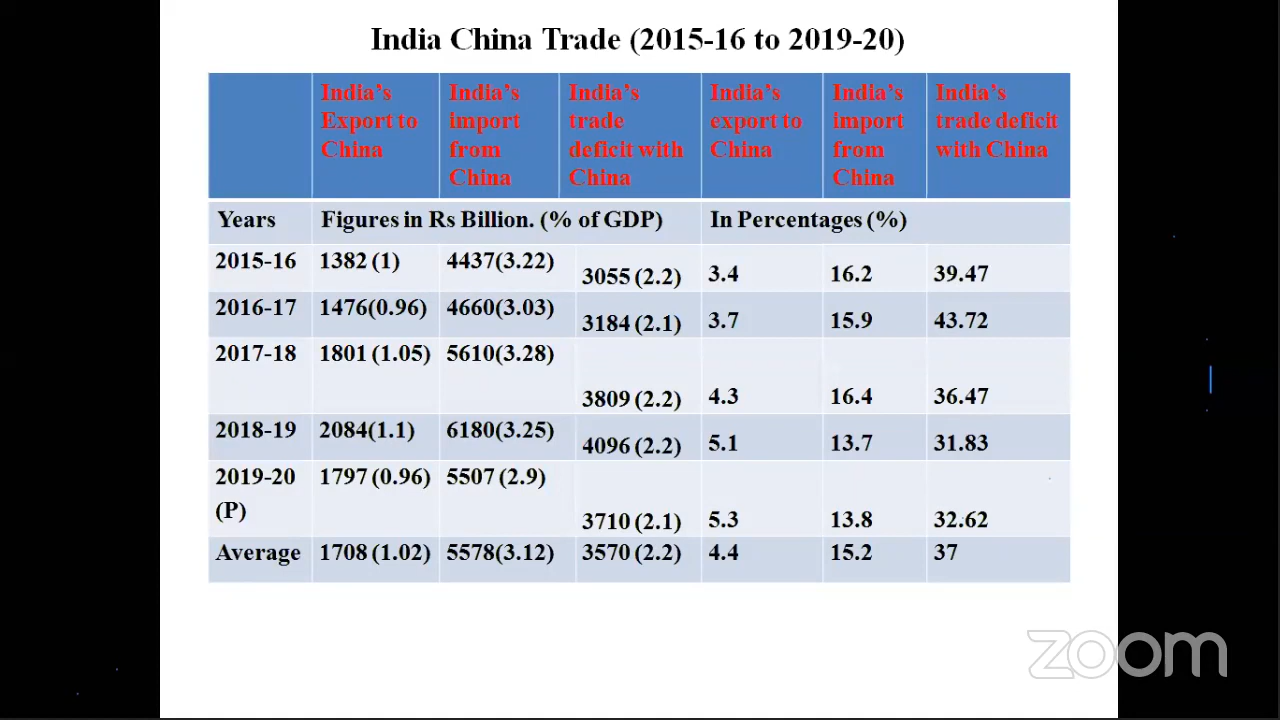 India China Trade (2015-16 to 2019-20)
India's Export to China India's import from China India's trade deficit with China India's export to China India's import from China India's trade deficit with China
Years Figures in Rs Billion. (% of GDP) In Percentages (%)
2015-16 1382 (1) 4437(3.22) 3055 (2.2) 3.4 16.2 39.47
2016-17 1476(0.96) 4660(3.03) 3184 (2.1) 3.7 15.9 43.72
2017-18 1801 (1.05) 5610(3.28) 3809 (2.2) 4.3 16.4 36.47
2018-19 2084(1.1) 6180(3.25) 4096 (2.2) 5.1 13.7 31.83
2019-20 (P) 1797 (0.96) 5507 (2.9) 3710 (2.1) 5.3 13.8 32.62
Average 1708 (1.02) 5578(3.12) 3570 (2.2) 4.4 15.2 37
zoom